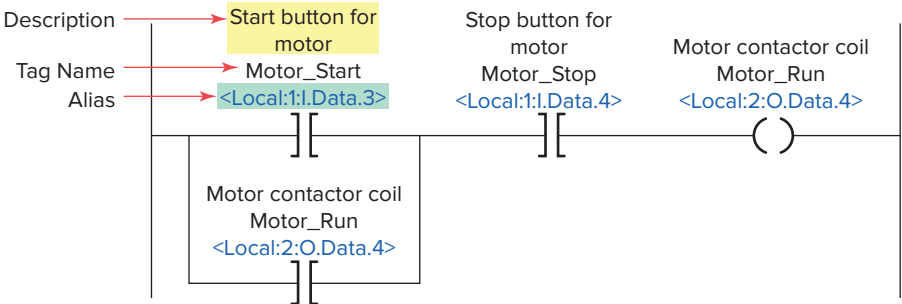 Description
Start button for
motor
Tag Name
Motor_Start
Alias
<Local:1:I.Data.3>
Stop button for
motor
Motor_Stop
<Local:1:I.Data.4>
Motor contactor coil
Motor_Run
<Local:2:O.Data.4>
Motor contactor coil
Motor_Run
<Local:2:O.Data.4>